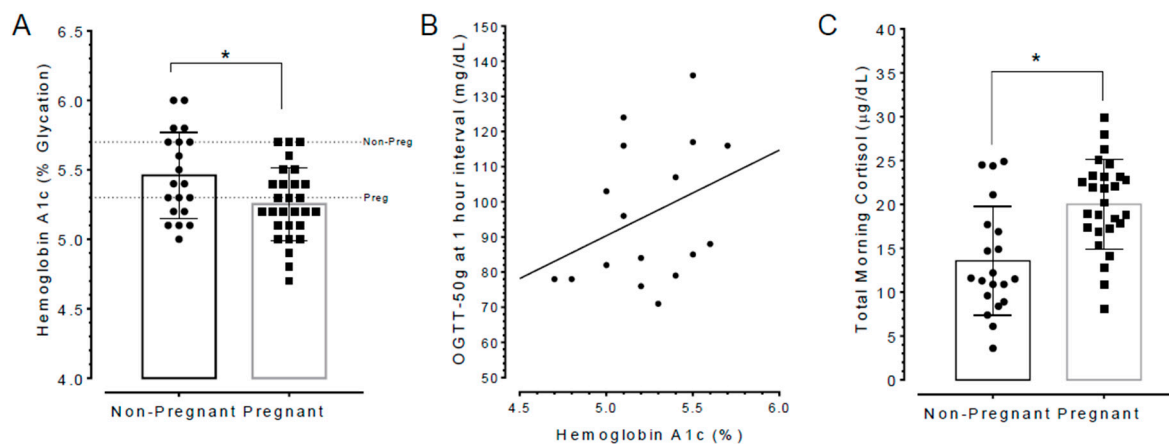 A
Hemoglobin A1c (% Glycation)
6.5
6.0
5.5
5.0
4.5
4.0
*
Non-Preg
Preg
Non-Pregnant Pregnant
B
OGTT-50g at 1 hour interval (mg/dL)
150
140
130
120
110
100
90
80
70
60
50
4.5 5.0 5.5 6.0
Hemoglobin A1c (%)
C
Total Morning Cortisol (μg/dL)
40
35
30
25
20
15
10
5
0
*
Non-Pregnant Pregnant